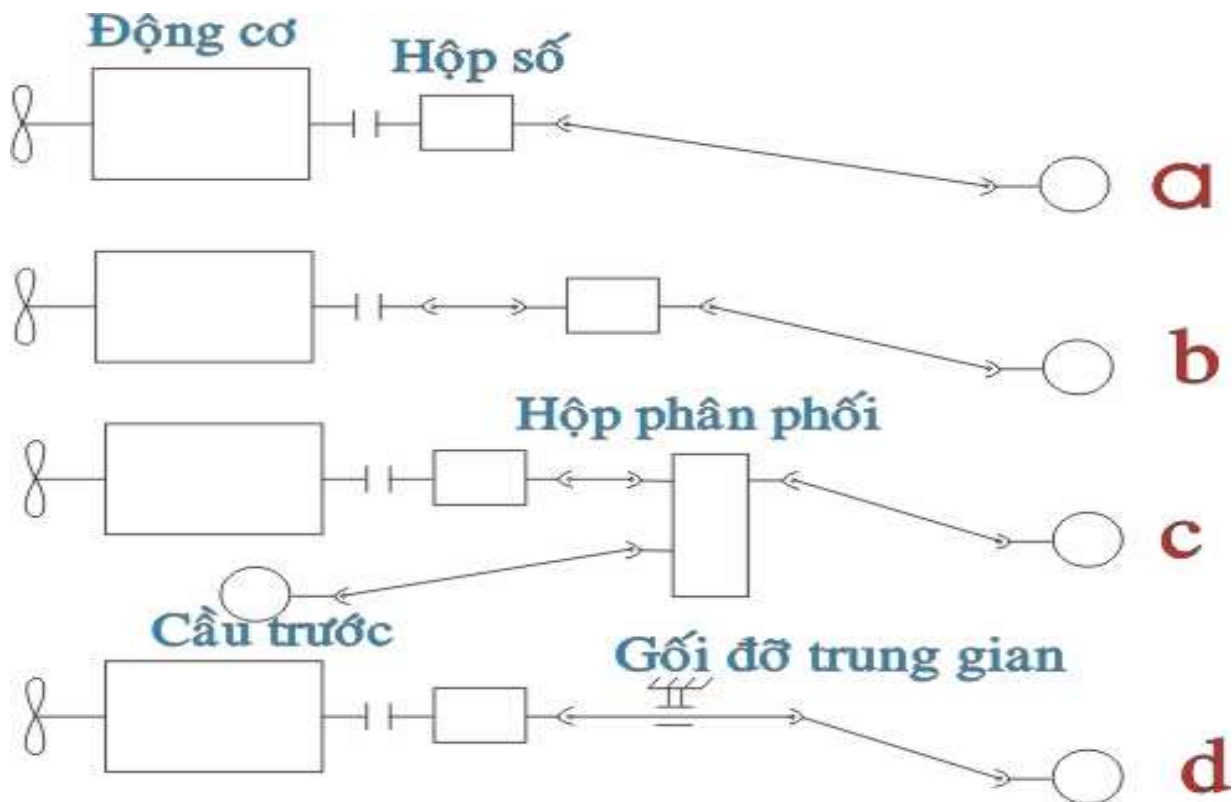 Động cơ
Hộp số
a
b
Hộp phân phối
c
Cầu trước
Gối đỡ trung gian
d